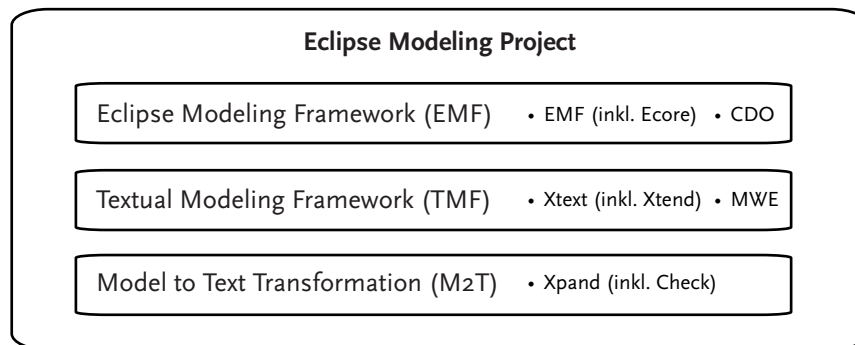 Eclipse Modeling Project
Eclipse Modeling Framework (EMF) • EMF (inkl. Ecore) • CDO
Textual Modeling Framework (TMF) • Xtext (inkl. Xtend) • MWE
Model to Text Transformation (M2T) • Xpand (inkl. Check)